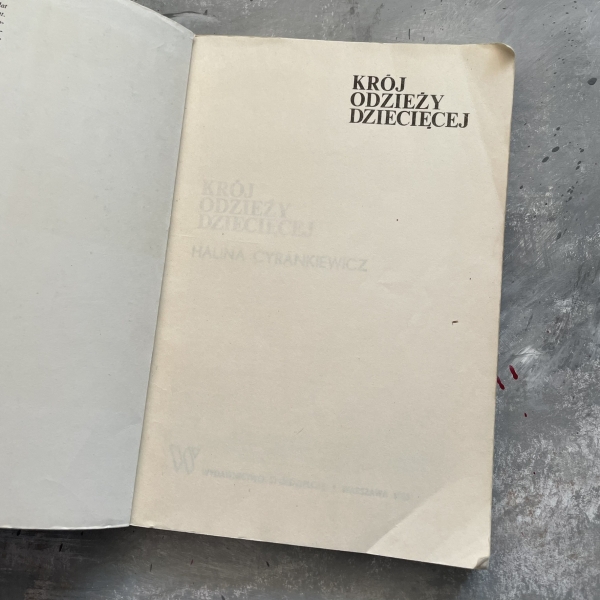 KRÓJ
ODZIEŻY
DZIECIĘCEJ
KRÓJ
ODZIEŻY
DZIECIĘCEJ
HALINA CYRANKIEWICZ
W